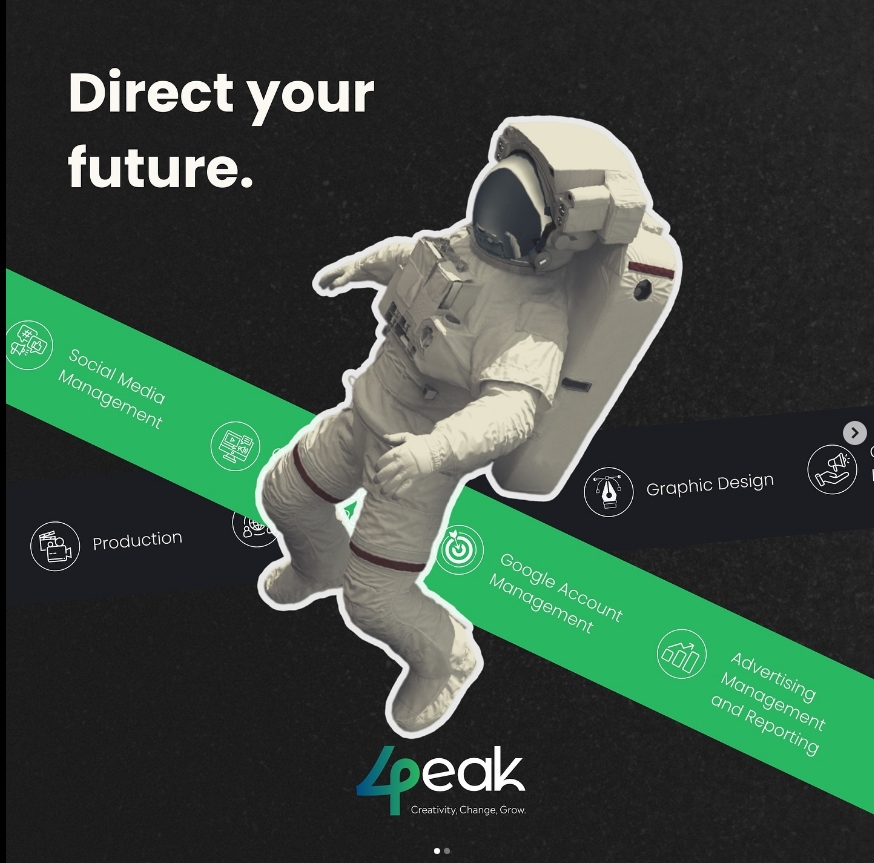 Direct your
future.
Social Media
Management
Production
Graphic Design
Google Account
Management
Advertising
Management
and Reporting
4peak
Creativity, Change, Grow.